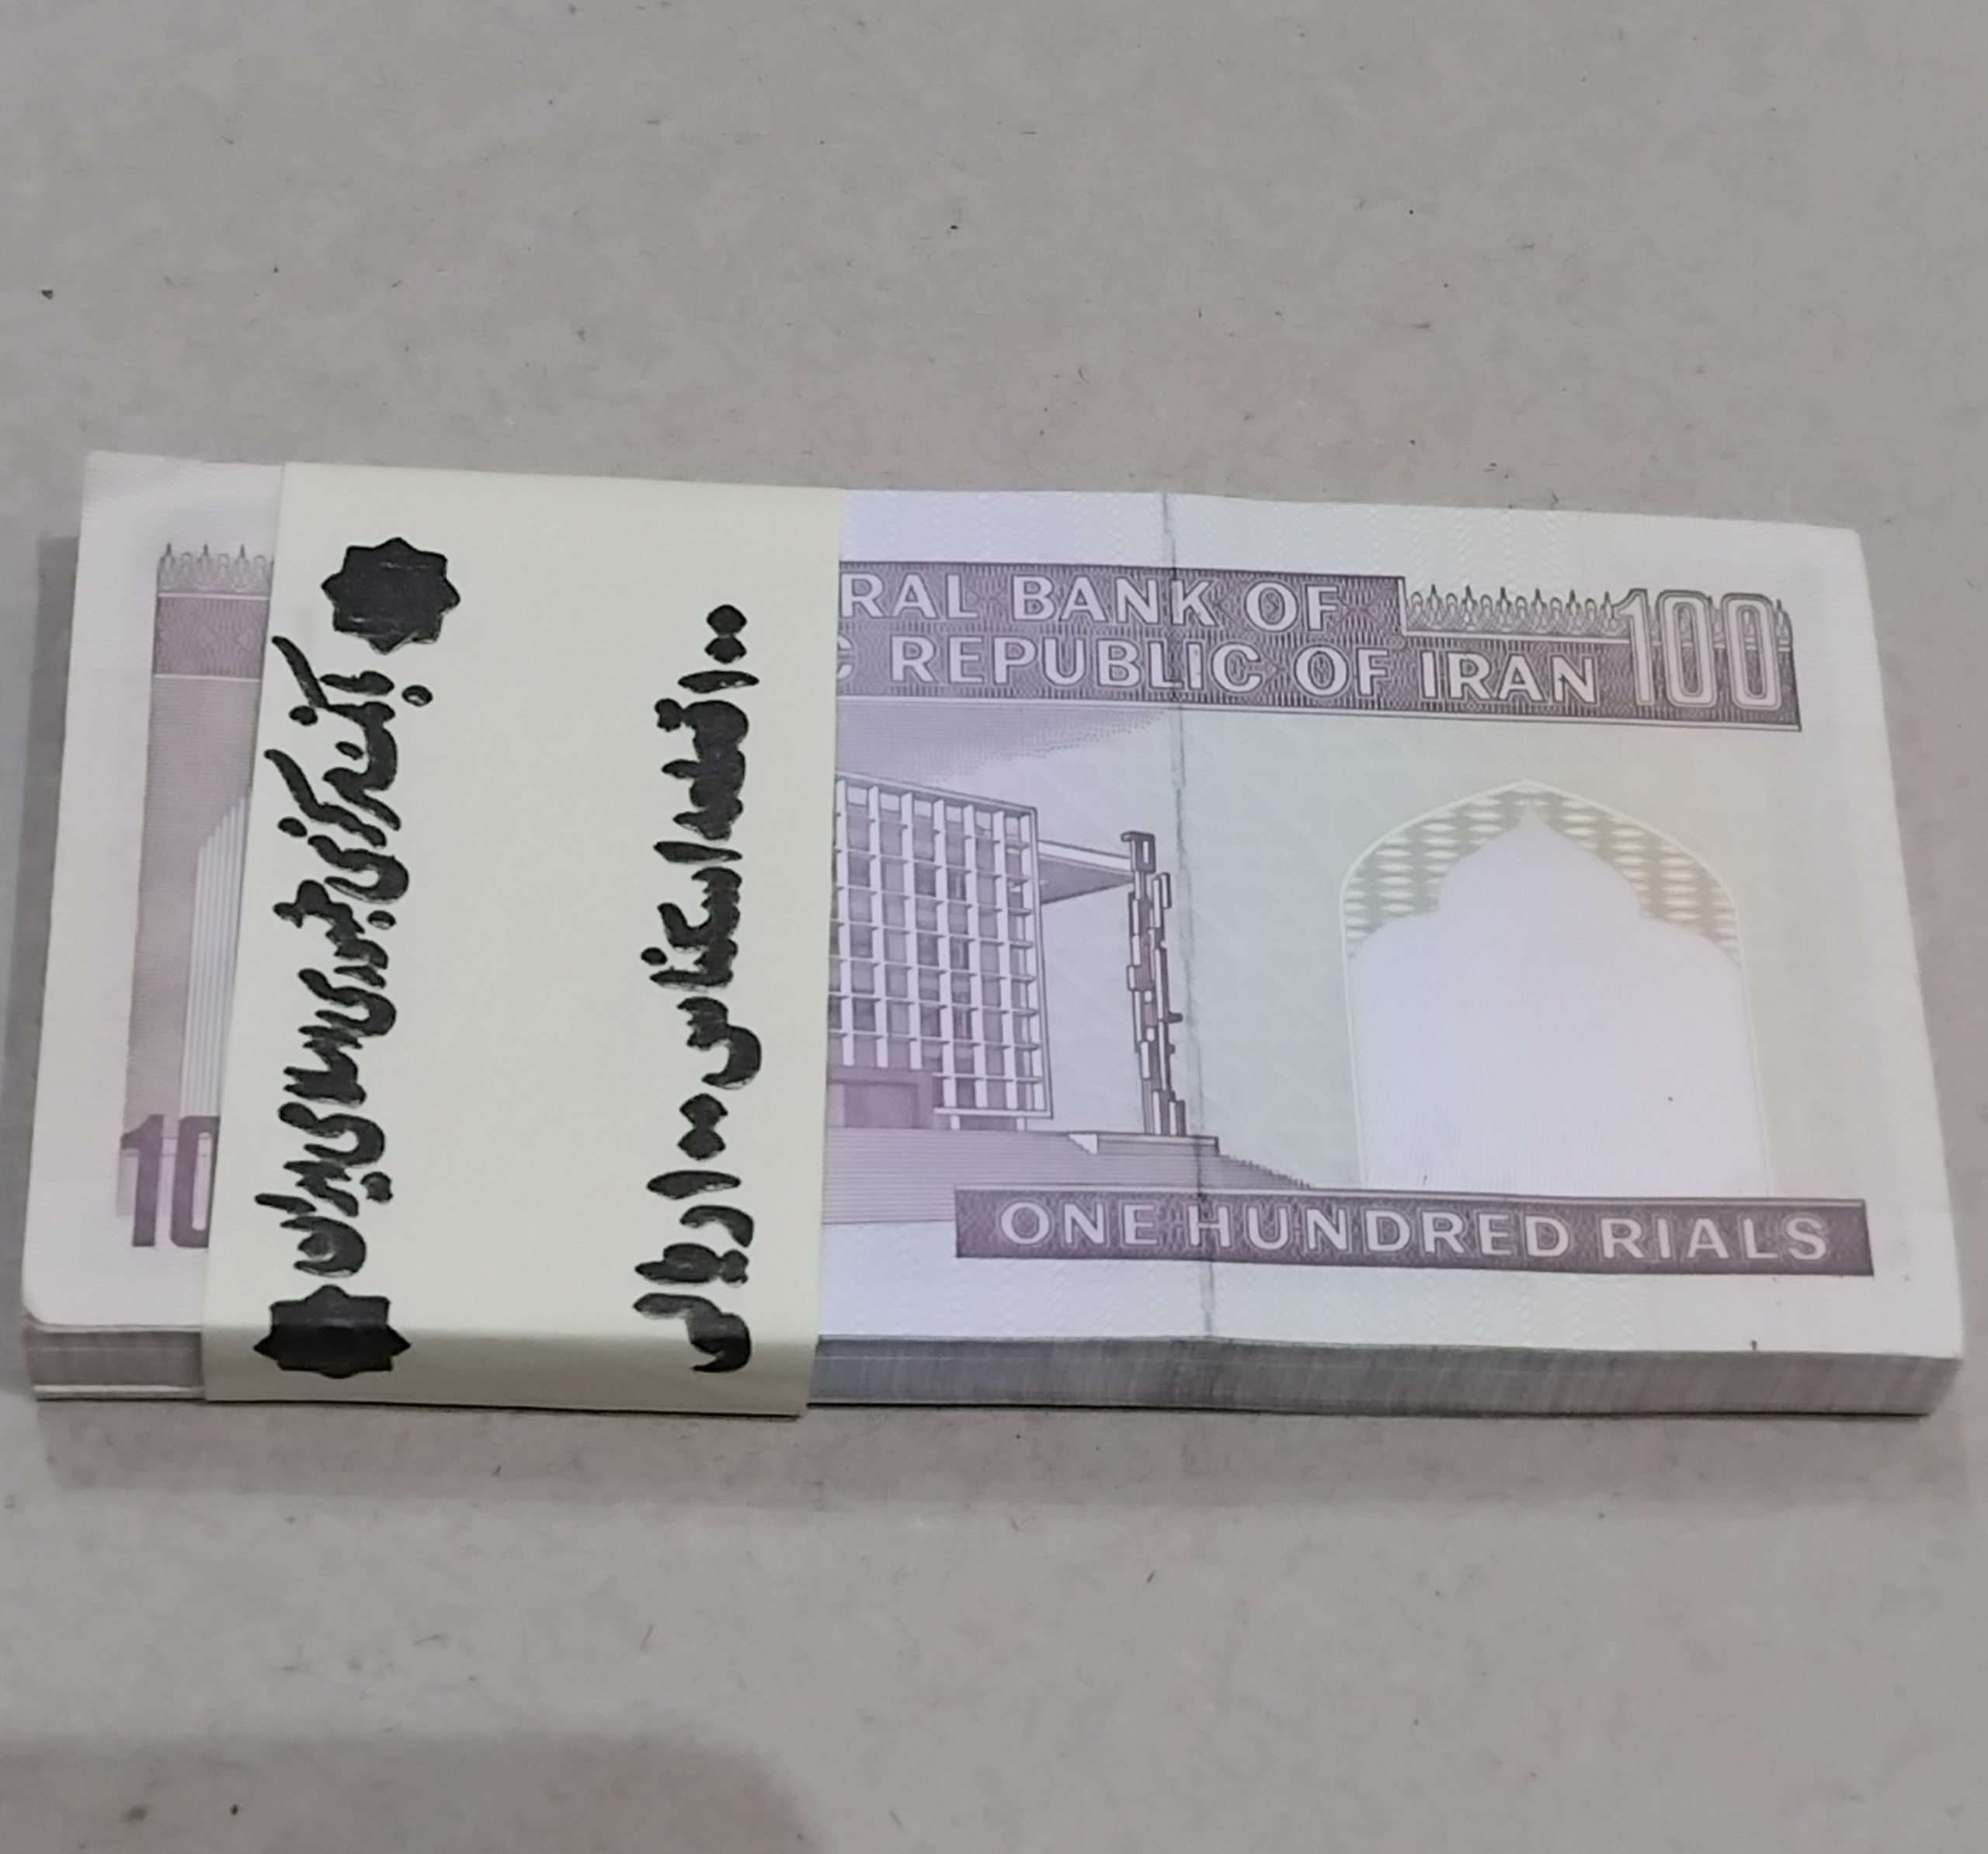 RAL BANK OF
C REPUBLIC OF IRAN 100
ONE HUNDRED RIALS
10
بانک مرکزی جمهوری اسلامی ایران
۱۰۰ قطعه اسکناس ۱۰۰ ریالی